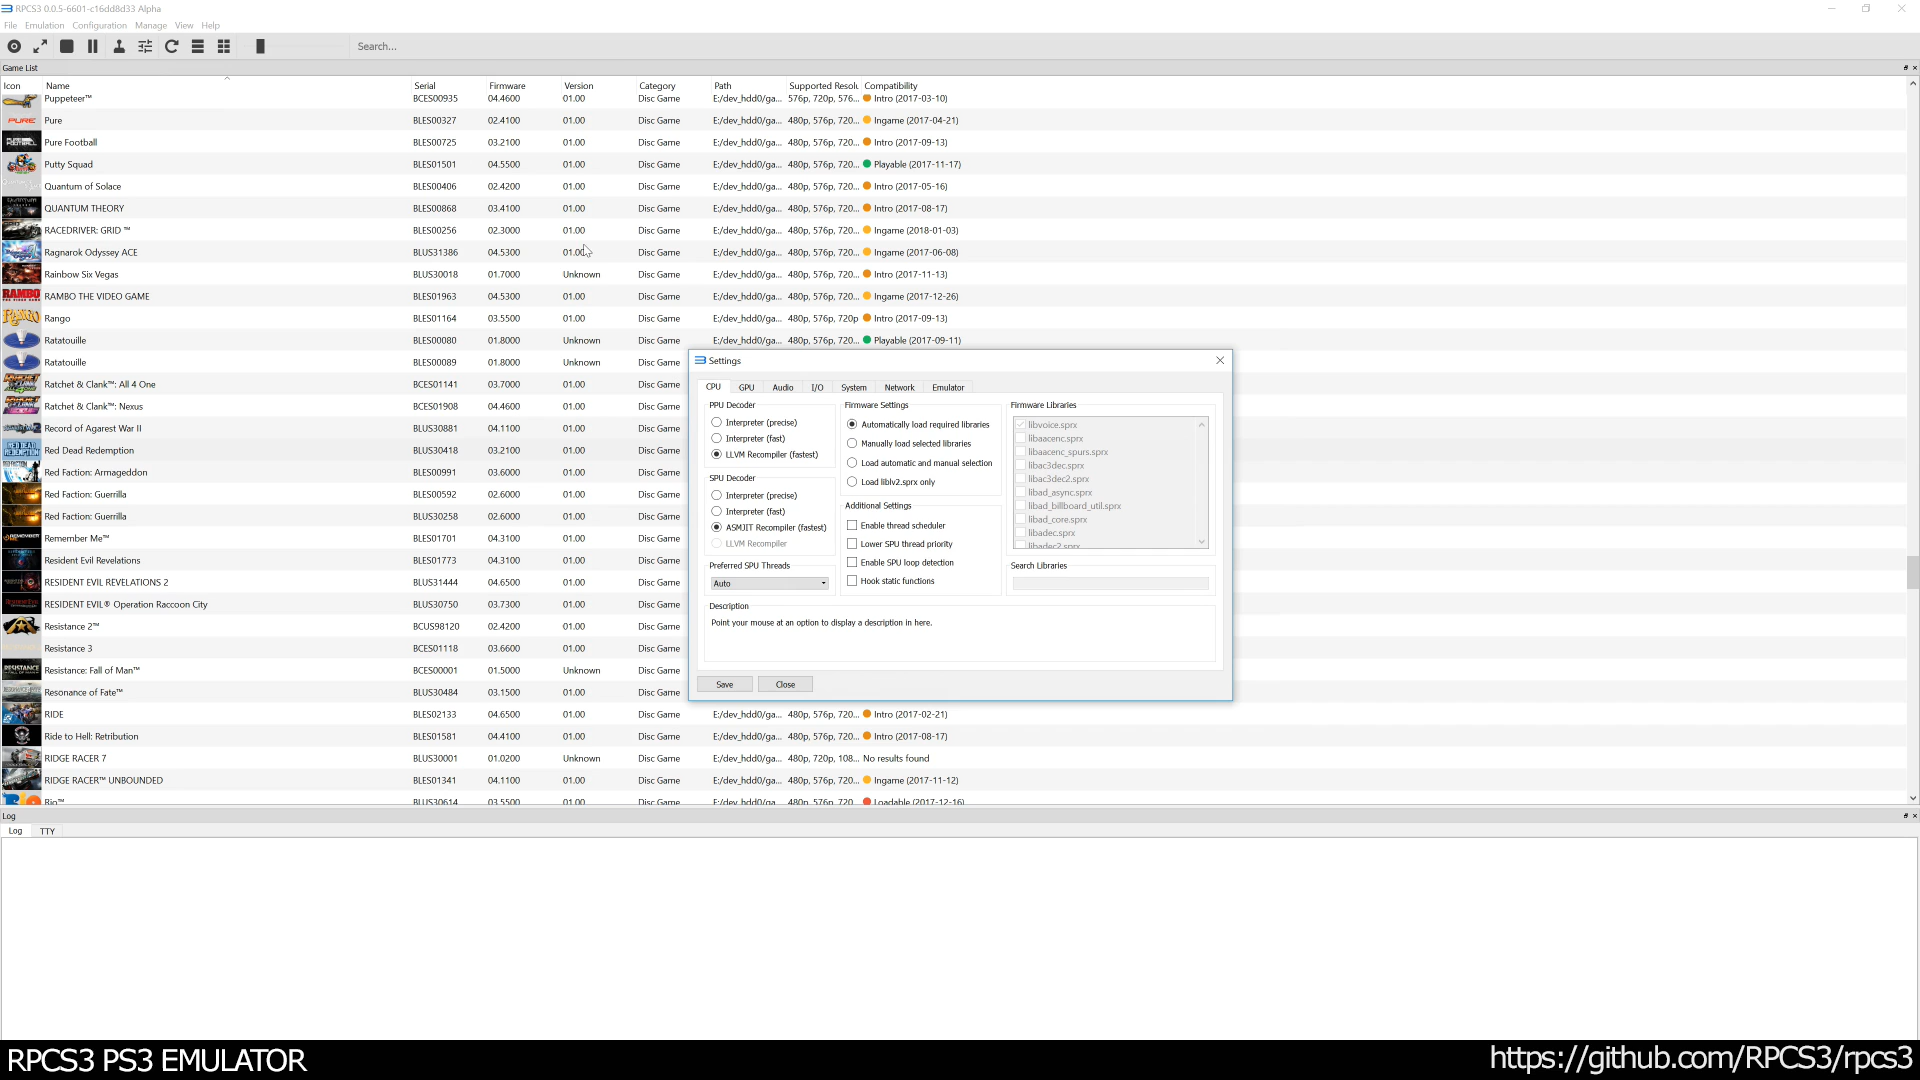 RPCS3 0.0.5-6601-c16dd8d33 Alpha
File Emulation Configuration Manage View Help
Search...
Game List
Icon Name Serial Firmware Version Category Path Supported Resolu Compatibility
Puppeteer™ BCES00935 04.4600 01.00 Disc Game E:/dev_hdd0/ga... 576p, 720p, 576... Intro (2017-03-10)
PURE Pure BLES00327 02.4100 01.00 Disc Game E:/dev_hdd0/ga... 480p, 576p, 720... Ingame (2017-04-21)
Pure Football BLES00725 03.2100 01.00 Disc Game E:/dev_hdd0/ga... 480p, 576p, 720... Intro (2017-09-13)
Putty Squad BLES01501 04.5500 01.00 Disc Game E:/dev_hdd0/ga... 480p, 576p, 720... Playable (2017-11-17)
Quantum of Solace BLES00406 02.4200 01.00 Disc Game E:/dev_hdd0/ga... 480p, 576p, 720... Intro (2017-05-16)
QUANTUM THEORY BLES00868 03.4100 01.00 Disc Game E:/dev_hdd0/ga... 480p, 576p, 720... Intro (2017-08-17)
RACEDRIVER: GRID ™ BLES00256 02.3000 01.00 Disc Game E:/dev_hdd0/ga... 480p, 576p, 720... Ingame (2018-01-03)
Ragnarok Odyssey ACE BLUS31386 04.5300 01.00 Disc Game E:/dev_hdd0/ga... 480p, 576p, 720... Ingame (2017-06-08)
Rainbow Six Vegas BLUS30018 01.7000 Unknown Disc Game E:/dev_hdd0/ga... 480p, 576p, 720... Intro (2017-11-13)
RAMBO RAMBO THE VIDEO GAME BLES01963 04.5300 01.00 Disc Game E:/dev_hdd0/ga... 480p, 576p, 720... Ingame (2017-12-26)
RANGO Rango BLES01164 03.5500 01.00 Disc Game E:/dev_hdd0/ga... 480p, 576p, 720p Intro (2017-09-13)
Ratatouille BLES00080 01.8000 Unknown Disc Game E:/dev_hdd0/ga... 480p, 576p, 720... Playable (2017-09-11)
Ratatouille BLES00089 01.8000 Unknown Disc Game
Ratchet & Clank™: All 4 One BCES01141 03.7000 01.00 Disc Game
Ratchet & Clank™: Nexus BCES01908 04.4600 01.00 Disc Game
Record of Agarest War II BLUS30881 04.1100 01.00 Disc Game
RED DEAD REDEMPTION Red Dead Redemption BLUS30418 03.2100 01.00 Disc Game
Red Faction: Armageddon BLES00991 03.6000 01.00 Disc Game
Red Faction: Guerrilla BLES00592 02.6000 01.00 Disc Game
Red Faction: Guerrilla BLUS30258 02.6000 01.00 Disc Game
Remember Me™ BLES01701 04.3100 01.00 Disc Game
Resident Evil Revelations BLES01773 04.3100 01.00 Disc Game
RESIDENT EVIL REVELATIONS 2 BLUS31444 04.6500 01.00 Disc Game
RESIDENT EVIL® Operation Raccoon City BLUS30750 03.7300 01.00 Disc Game
Resistance 2™ BCUS98120 02.4200 01.00 Disc Game
Resistance 3 BCES01118 03.6600 01.00 Disc Game
RESISTANCE Resistance: Fall of Man™ BCES00001 01.5000 Unknown Disc Game
Resonance of Fate™ BLUS30484 03.1500 01.00 Disc Game
RIDE BLES02133 04.6500 01.00 Disc Game E:/dev_hdd0/ga... 480p, 576p, 720... Intro (2017-02-21)
Ride to Hell: Retribution BLES01581 04.4100 01.00 Disc Game E:/dev_hdd0/ga... 480p, 576p, 720... Intro (2017-08-17)
RIDGE RACER 7 BLUS30001 01.0200 Unknown Disc Game E:/dev_hdd0/ga... 480p, 720p, 108... No results found
RIDGE RACER™ UNBOUNDED BLES01341 04.1100 01.00 Disc Game E:/dev_hdd0/ga... 480p, 576p, 720... Ingame (2017-11-12)
Rio™ BLUS30614 03.5500 01.00 Disc Game E:/dev_hdd0/ga... 480p, 576p, 720... Loadable (2017-12-16)
Settings
CPU GPU Audio I/O System Network Emulator
PPU Decoder
Interpreter (precise)
Interpreter (fast)
LLVM Recompiler (fastest)
SPU Decoder
Interpreter (precise)
Interpreter (fast)
ASMJIT Recompiler (fastest)
LLVM Recompiler
Preferred SPU Threads
Auto
Firmware Settings
Automatically load required libraries
Manually load selected libraries
Load automatic and manual selection
Load liblv2.sprx only
Additional Settings
Enable thread scheduler
Lower SPU thread priority
Enable SPU loop detection
Hook static functions
Firmware Libraries
libvoice.sprx
libaacenc.sprx
libaacenc_spurs.sprx
libac3dec.sprx
libac3dec2.sprx
libad_async.sprx
libad_billboard_util.sprx
libad_core.sprx
libadec.sprx
libadec2.sprx
Search Libraries
Description
Point your mouse at an option to display a description in here.
Save Close
Log
Log TTY
RPCS3 PS3 EMULATOR
https://github.com/RPCS3/rpcs3